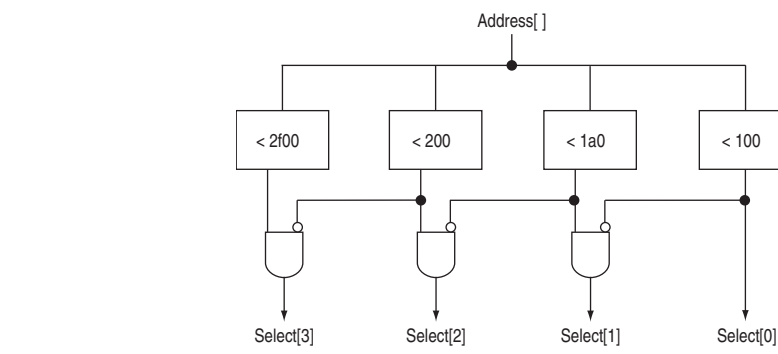 Address[ ]
< 2f00
< 200
< 1a0
< 100
Select[3]
Select[2]
Select[1]
Select[0]